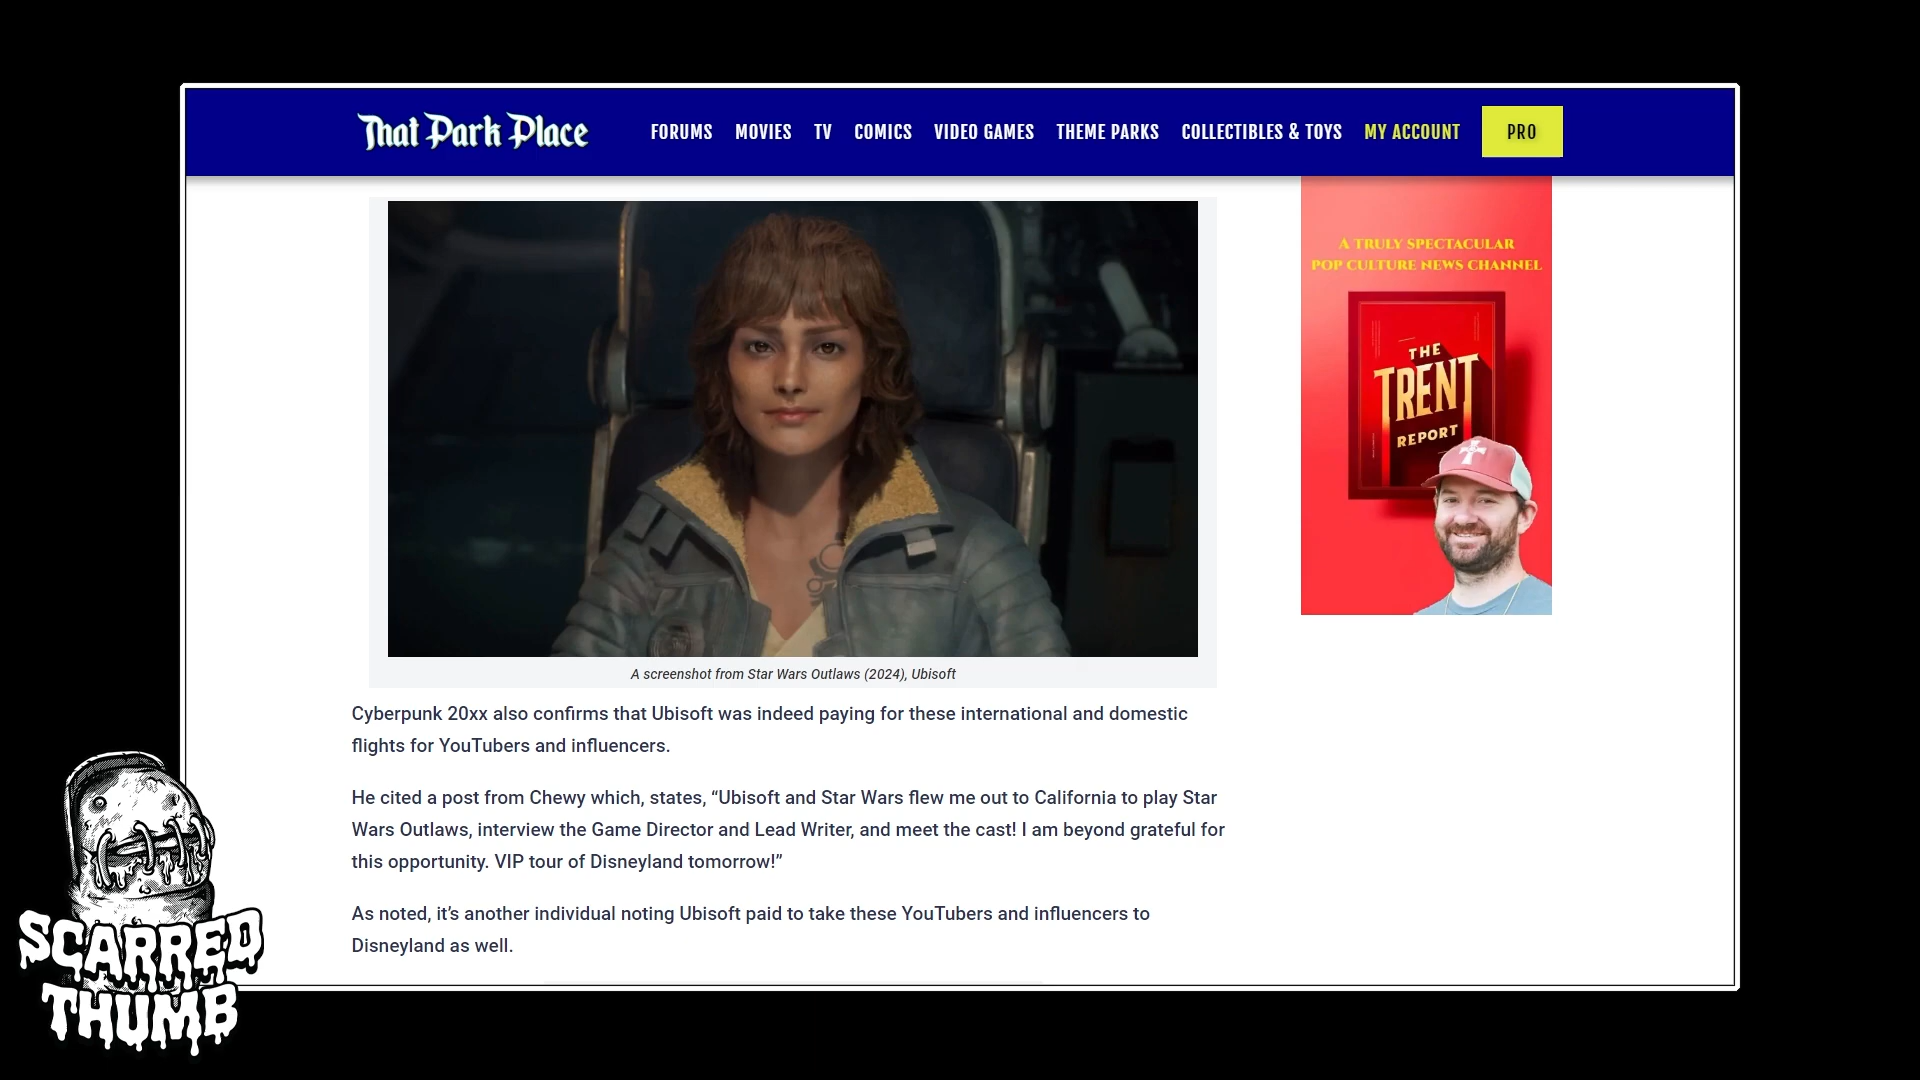 That Park Place
FORUMS MOVIES TV COMICS VIDEO GAMES THEME PARKS COLLECTIBLES & TOYS MY ACCOUNT PRO
A TRULY SPECTACULAR
POP CULTURE NEWS CHANNEL
THE
TRENT
REPORT
A screenshot from Star Wars Outlaws (2024), Ubisoft
Cyberpunk 20xx also confirms that Ubisoft was indeed paying for these international and domestic
flights for YouTubers and influencers.
He cited a post from Chewy which, states, “Ubisoft and Star Wars flew me out to California to play Star
Wars Outlaws, interview the Game Director and Lead Writer, and meet the cast! I am beyond grateful for
this opportunity. VIP tour of Disneyland tomorrow!”
As noted, it’s another individual noting Ubisoft paid to take these YouTubers and influencers to
Disneyland as well.
SCARRED
THUMB